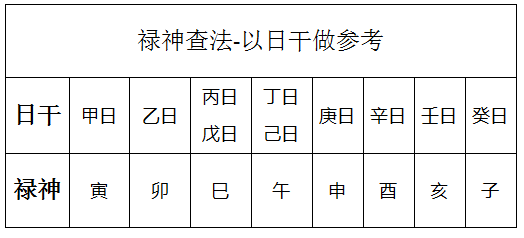 禄神查法-以日干做参考
日干 甲日 乙日 丙日 戊日 丁日 己日 庚日 辛日 壬日 癸日
禄神 寅 卯 巳 午 申 酉 亥 子